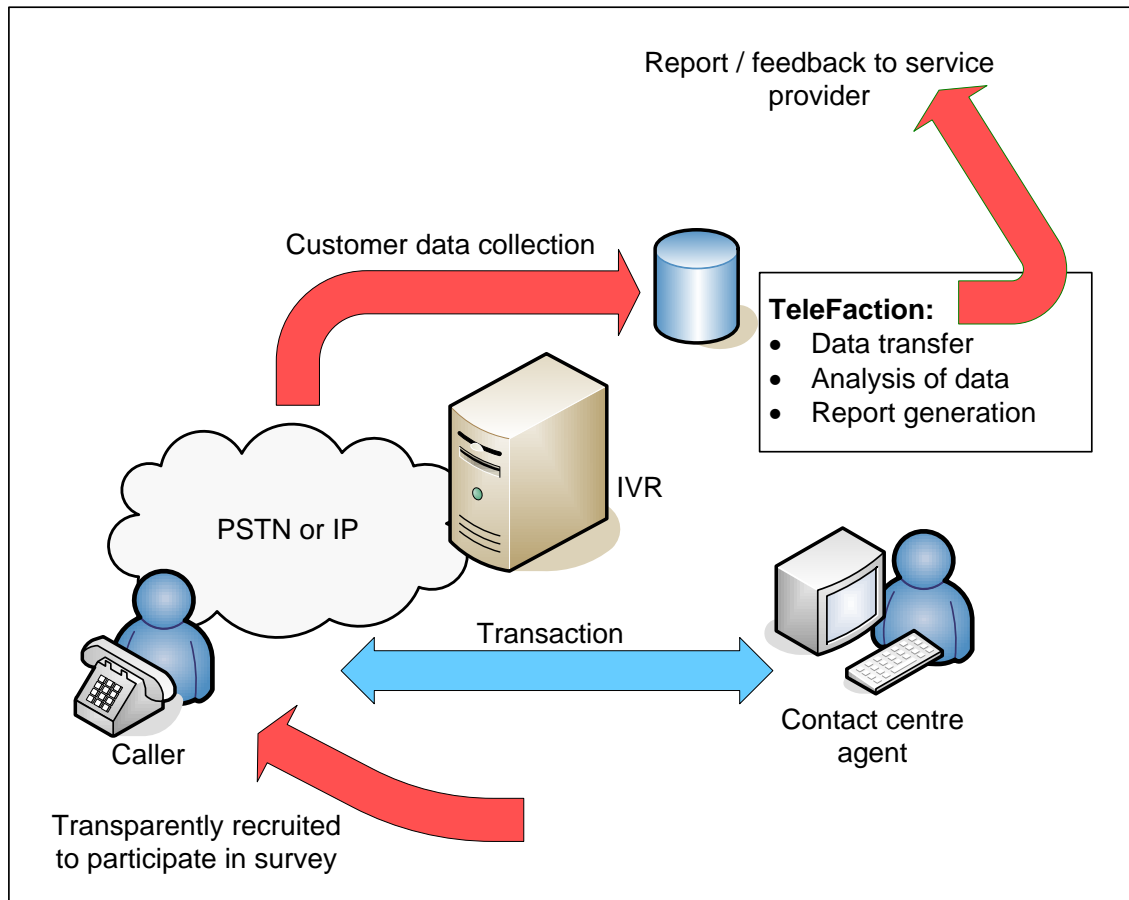 Report / feedback to service
provider
Customer data collection
TeleFaction:
• Data transfer
• Analysis of data
• Report generation
IVR
PSTN or IP
Transaction
Caller
Contact centre
agent
Transparently recruited
to participate in survey